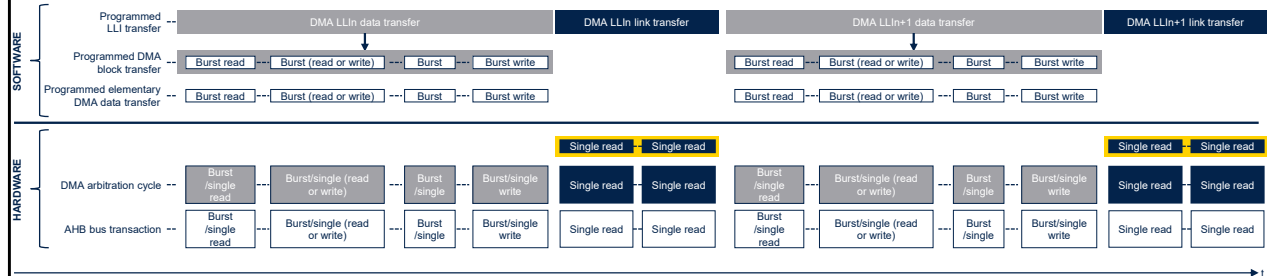 SOFTWARE
Programmed
LLI transfer
DMA LLIn data transfer
DMA LLIn link transfer
DMA LLIn+1 data transfer
DMA LLIn+1 link transfer
Programmed DMA
block transfer
Burst read
Burst (read or write)
Burst
Burst write
Burst read
Burst (read or write)
Burst
Burst write
Programmed elementary
DMA data transfer
Burst read
Burst (read or write)
Burst
Burst write
Burst read
Burst (read or write)
Burst
Burst write
HARDWARE
Single read
Single read
Single read
Single read
DMA arbitration cycle
Burst
/single
read
Burst/single (read
or write)
Burst
/single
Burst/single
write
Single read
Single read
Burst
/single
read
Burst/single (read
or write)
Burst
/single
Burst/single
write
Single read
Single read
AHB bus transaction
Burst
/single
read
Burst/single (read
or write)
Burst
/single
Burst/single
write
Single read
Single read
Burst
/single
read
Burst/single (read
or write)
Burst
/single
Burst/single
write
Single read
Single read
t